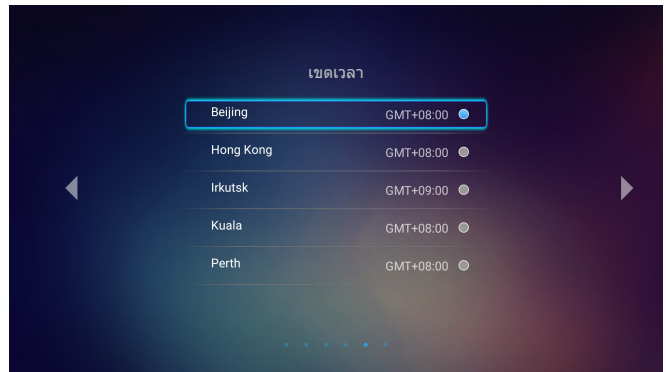 เขตเวลา
Beijing GMT+08:00
Hong Kong GMT+08:00
Irkutsk GMT+09:00
Kuala GMT+08:00
Perth GMT+08:00